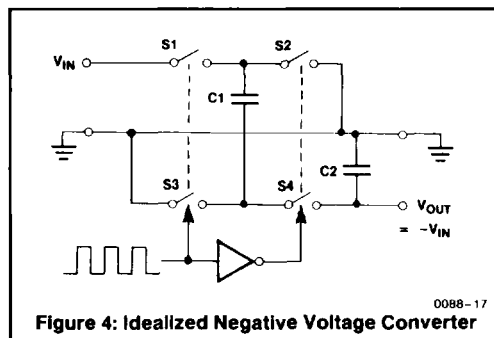 S1
S2
VIN
C1
C2
S3
S4
VOUT
= -VIN
0088-17
Figure 4: Idealized Negative Voltage Converter